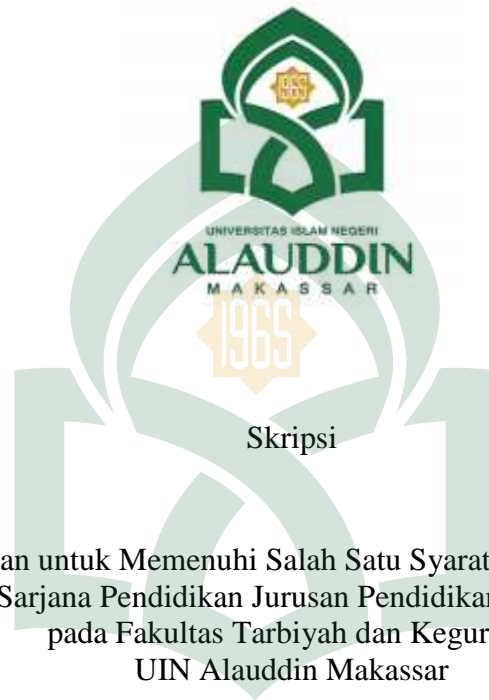 UNIVERSITAS ISLAM NEGERI
ALAUDDIN
MAKASSAR
1965
Skripsi
an untuk Memenuhi Salah Satu Syarat
Sarjana Pendidikan Jurusan Pendidikan
pada Fakultas Tarbiyah dan Kegur
UIN Alauddin Makassar